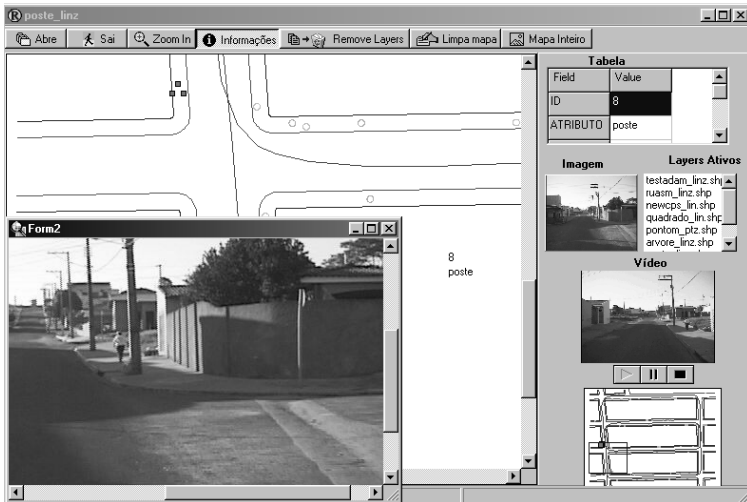 poste_linz
Abre Sai Zoom In Informações Remove Layers Limpa mapa Mapa Inteiro
Tabela
Field Value
ID 8
ATRIBUTO poste
Imagem Layers Ativos
testadam_linz.shp
ruasm_linz.shp
newcps_lin.shp
quadrado_lin.shp
pontom_ptz.shp
arvore_linz.shp
Vídeo
Form2
8
poste